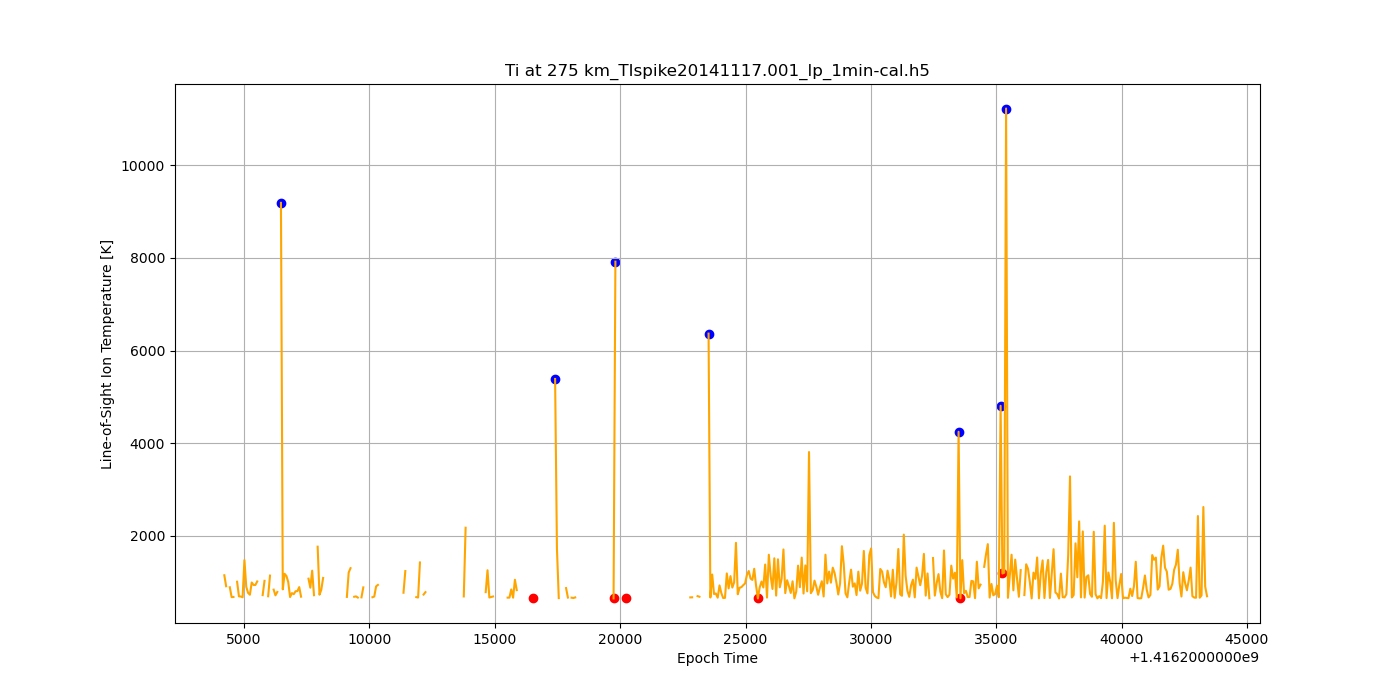 Ti at 275 km_TIspike20141117.001_lp_1min-cal.h5
Line-of-Sight Ion Temperature [K]
10000
8000
6000
4000
2000
5000 10000 15000 20000 25000 30000 35000 40000 45000
Epoch Time
+1.4162000000e9